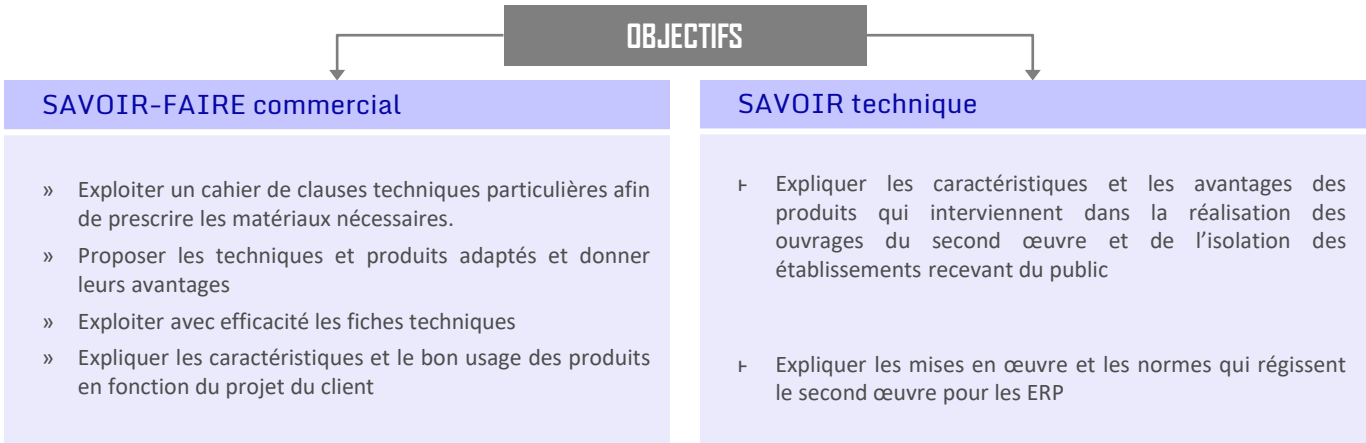 OBJECTIFS
SAVOIR-FAIRE commercial
» Exploiter un cahier de clauses techniques particulières afin
de prescrire les matériaux nécessaires.
» Proposer les techniques et produits adaptés et donner
leurs avantages
» Exploiter avec efficacité les fiches techniques
» Expliquer les caractéristiques et le bon usage des produits
en fonction du projet du client
SAVOIR technique
⊦ Expliquer les caractéristiques et les avantages des
produits qui interviennent dans la réalisation des
ouvrages du second œuvre et de l’isolation des
établissements recevant du public
⊦ Expliquer les mises en œuvre et les normes qui régissent
le second œuvre pour les ERP